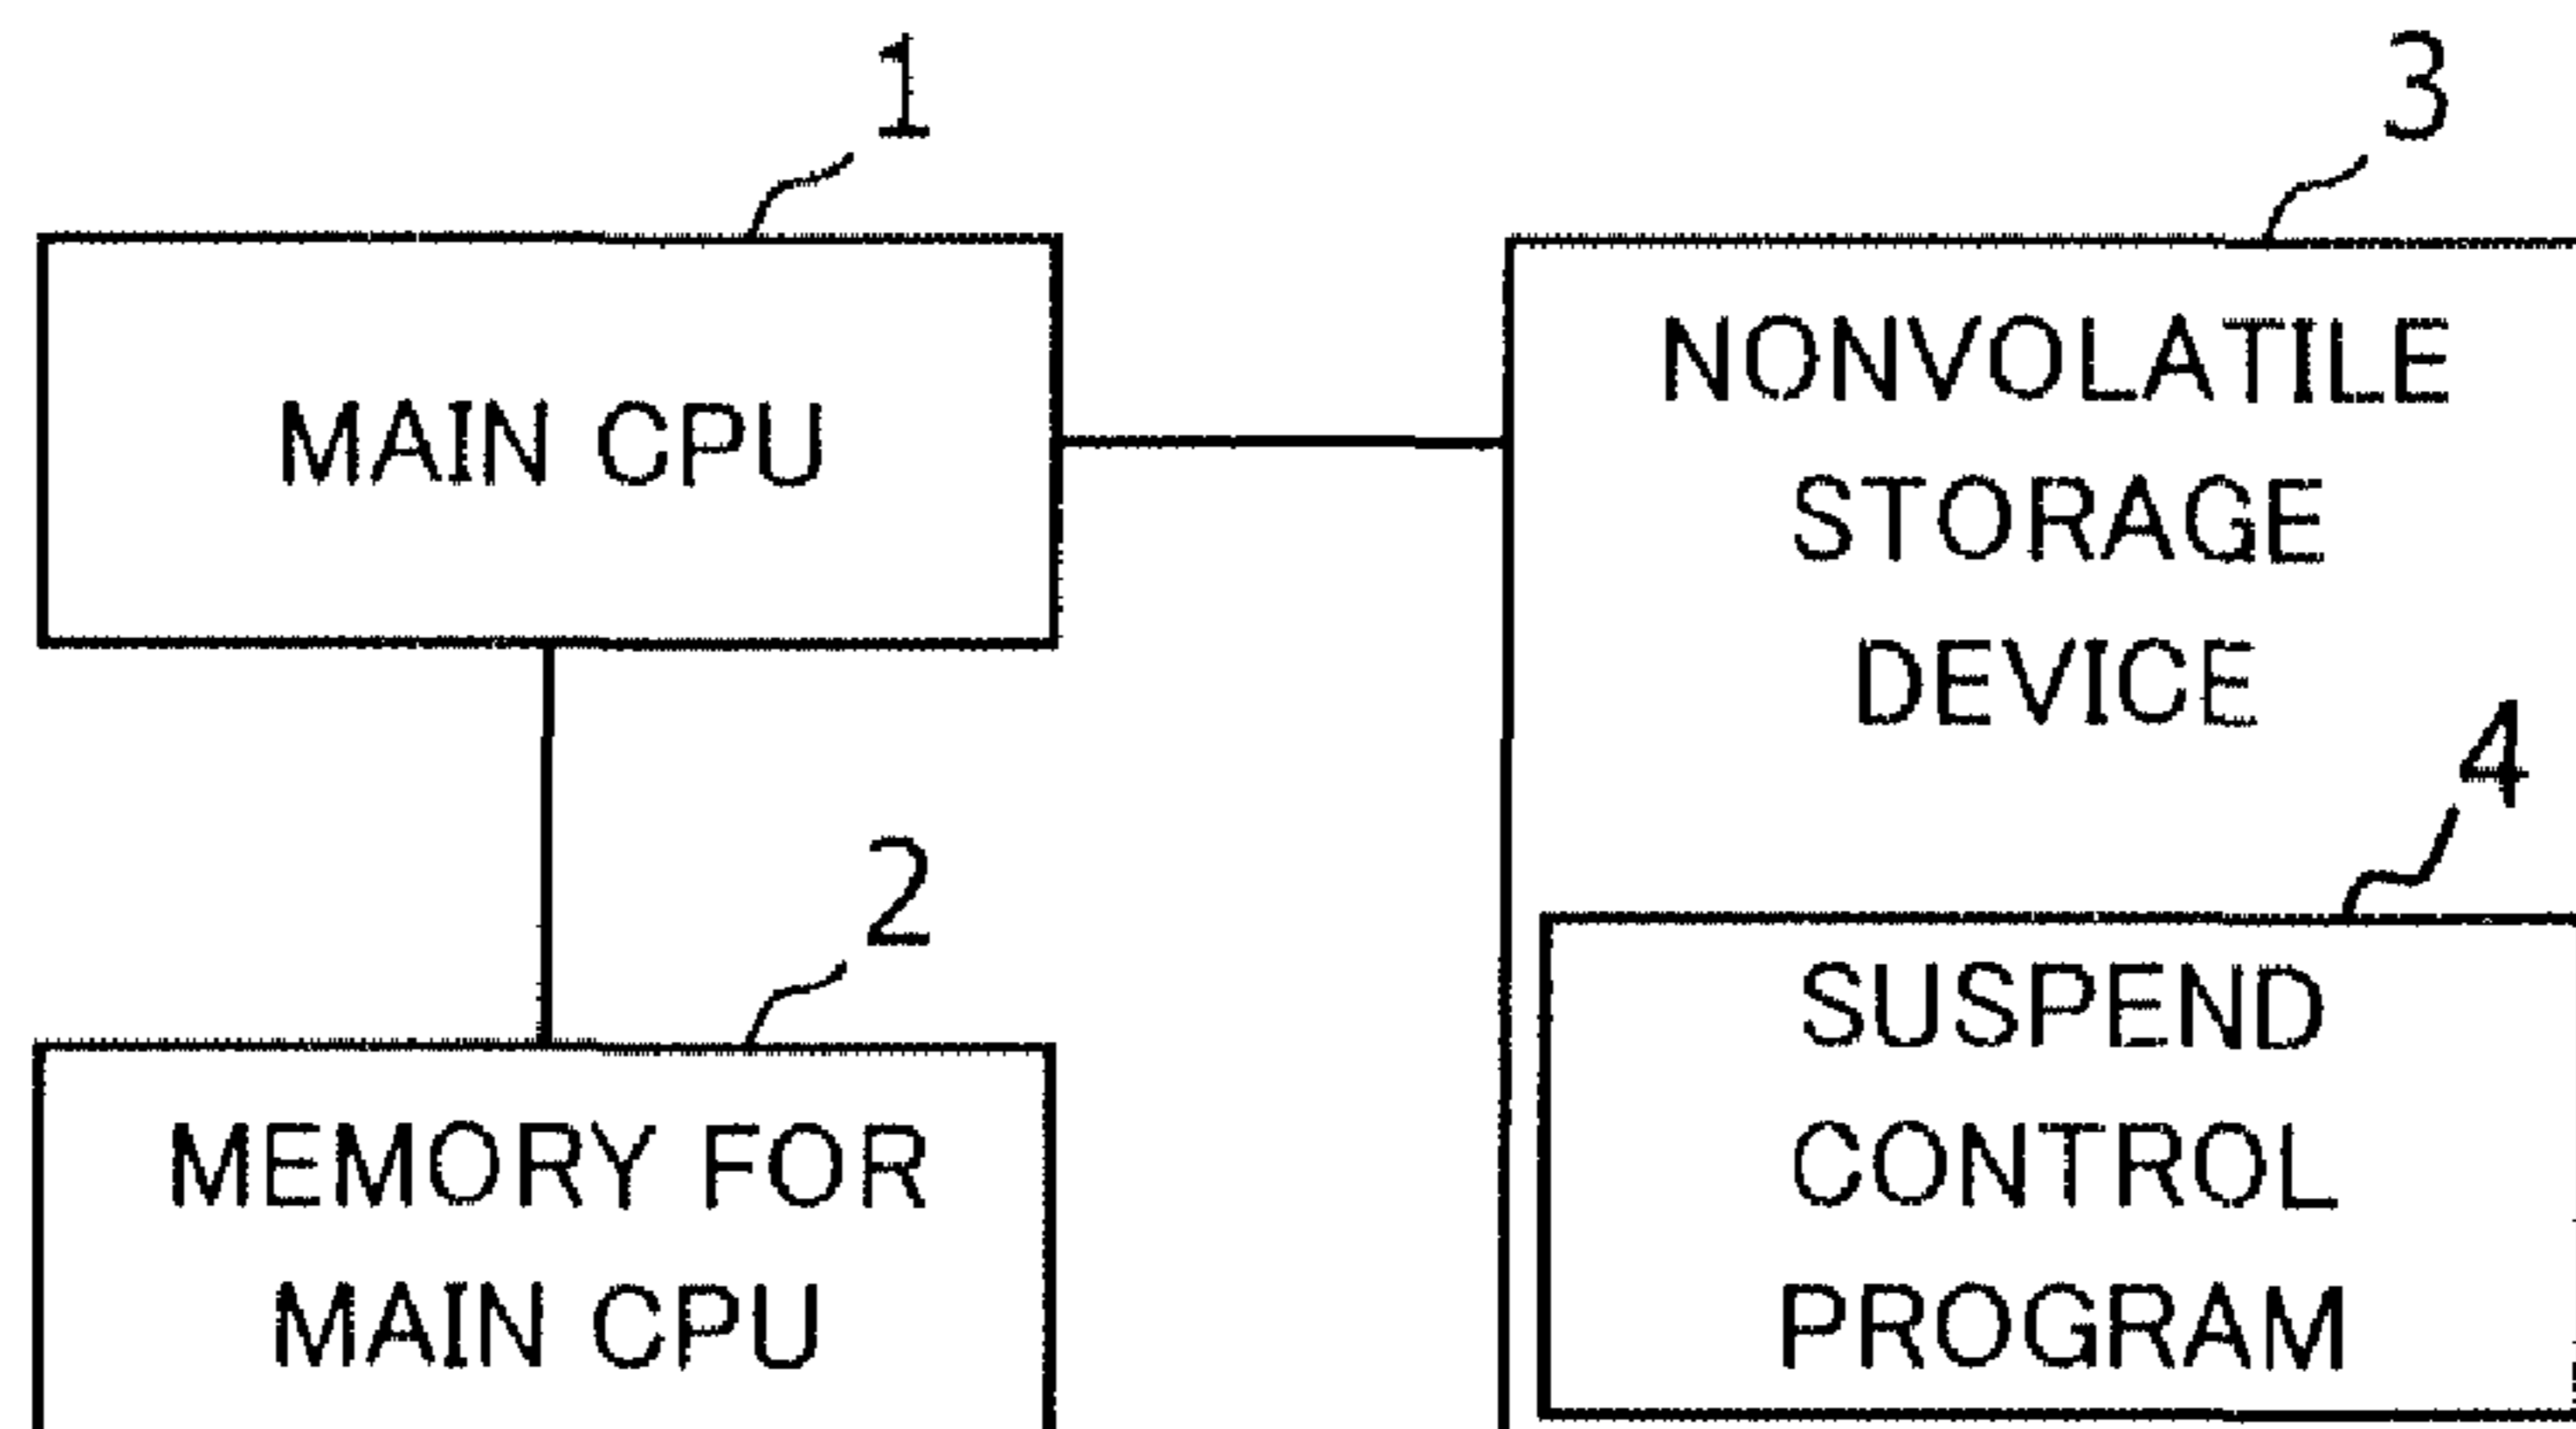 1
MAIN CPU
2
MEMORY FOR
MAIN CPU
3
NONVOLATILE
STORAGE
DEVICE
4
SUSPEND
CONTROL
PROGRAM